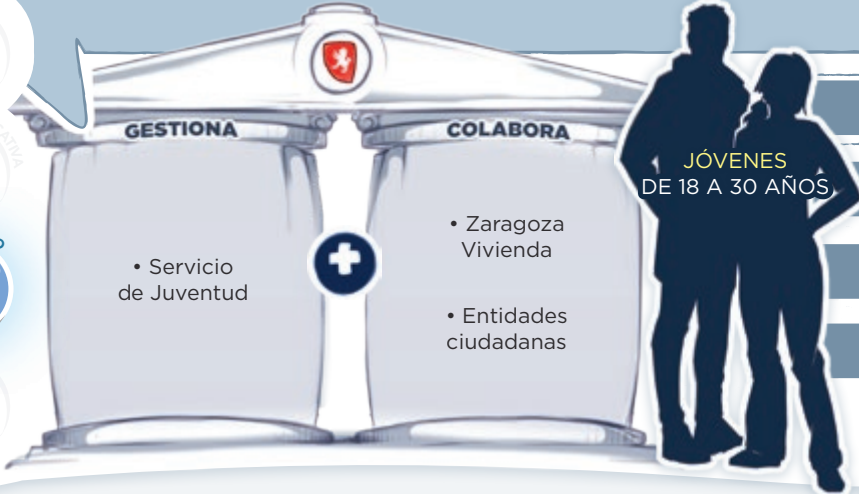 GESTIONA
• Servicio
de Juventud
COLABORA
• Zaragoza
Vivienda
• Entidades
ciudadanas
JÓVENES
DE 18 A 30 AÑOS